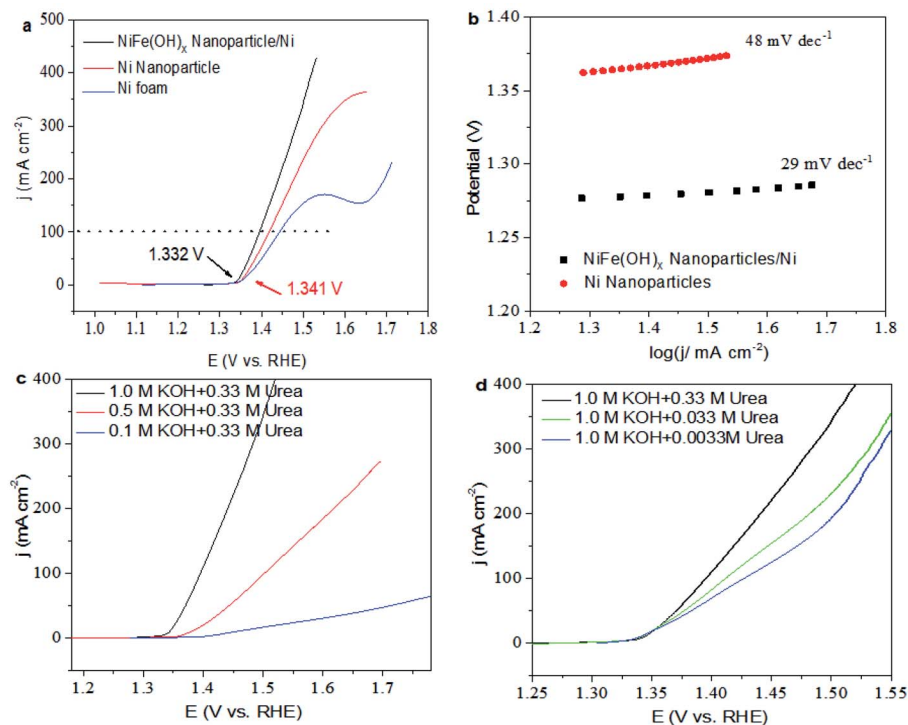 a
500
400
300
200
100
0
j (mA cm⁻²)
NiFe(OH)ₓ Nanoparticle/Ni
Ni Nanoparticle
Ni foam
1.332 V
1.341 V
1.0 1.1 1.2 1.3 1.4 1.5 1.6 1.7 1.8
E (V vs. RHE)
b
1.40
1.35
1.30
1.25
1.20
Potential (V)
48 mV dec⁻¹
29 mV dec⁻¹
NiFe(OH)ₓ Nanoparticles/Ni
Ni Nanoparticles
1.2 1.3 1.4 1.5 1.6 1.7 1.8
log(j/ mA cm⁻²)
c
400
300
200
100
0
j (mA cm⁻²)
1.0 M KOH+0.33 M Urea
0.5 M KOH+0.33 M Urea
0.1 M KOH+0.33 M Urea
1.2 1.3 1.4 1.5 1.6 1.7
E (V vs. RHE)
d
400
300
200
100
0
j (mA cm⁻²)
1.0 M KOH+0.33 M Urea
1.0 M KOH+0.033 M Urea
1.0 M KOH+0.0033M Urea
1.25 1.30 1.35 1.40 1.45 1.50 1.55
E (V vs. RHE)